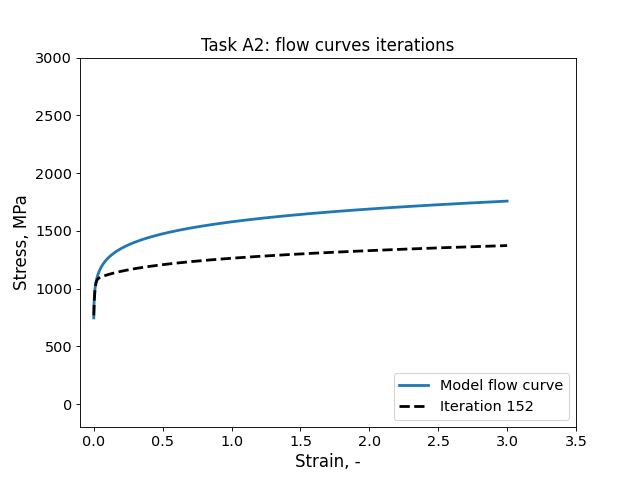 Task A2: flow curves iterations
3000
2500
2000
1500
1000
500
0
Stress, MPa
0.0 0.5 1.0 1.5 2.0 2.5 3.0 3.5
Strain, -
Model flow curve
Iteration 152